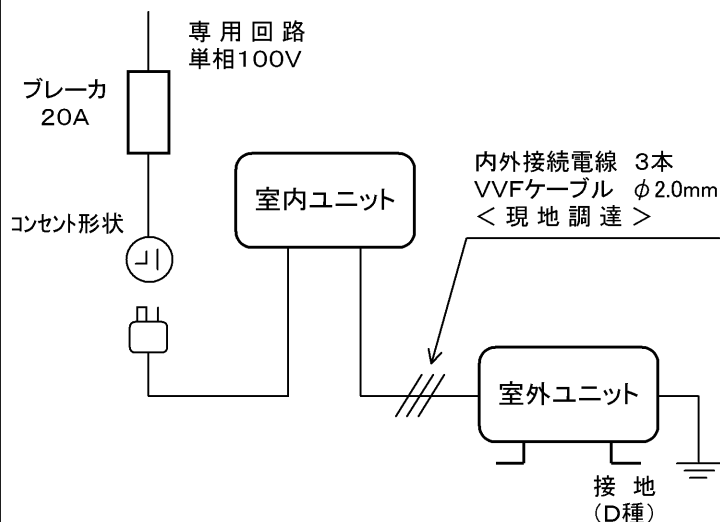 専用回路
単相100V
ブレーカ
20A
コンセント形状
室内ユニット
内外接続電線 3本
VVFケーブル φ2.0mm
＜現地調達＞
室外ユニット
接地
(D種)